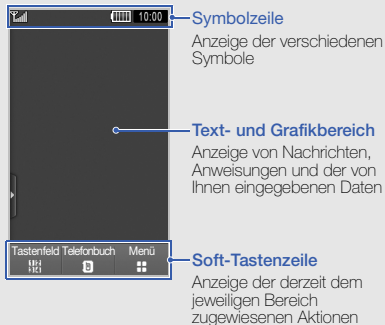 10:00
Symbolzeile
Anzeige der verschiedenen
Symbole
Text- und Grafikbereich
Anzeige von Nachrichten,
Anweisungen und der von
Ihnen eingegebenen Daten
Tastenfeld Telefonbuch Menü
Soft-Tastenzeile
Anzeige der derzeit dem
jeweiligen Bereich
zugewiesenen Aktionen